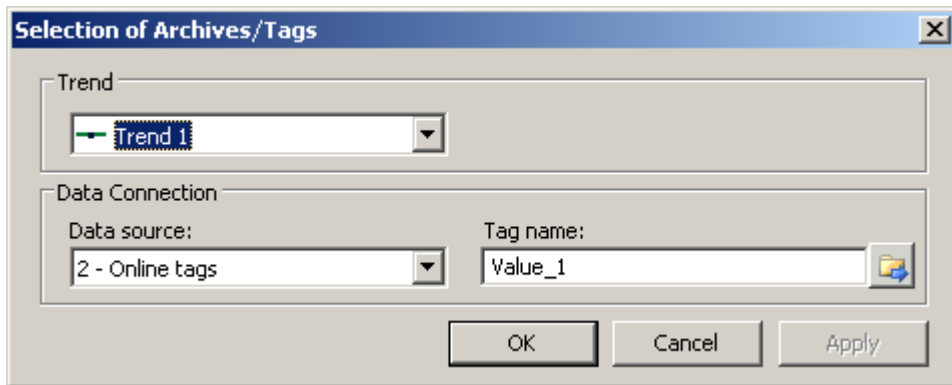 Selection of Archives/Tags
Trend
Trend 1
Data Connection
Data source: Tag name:
2 - Online tags Value_1
OK Cancel Apply